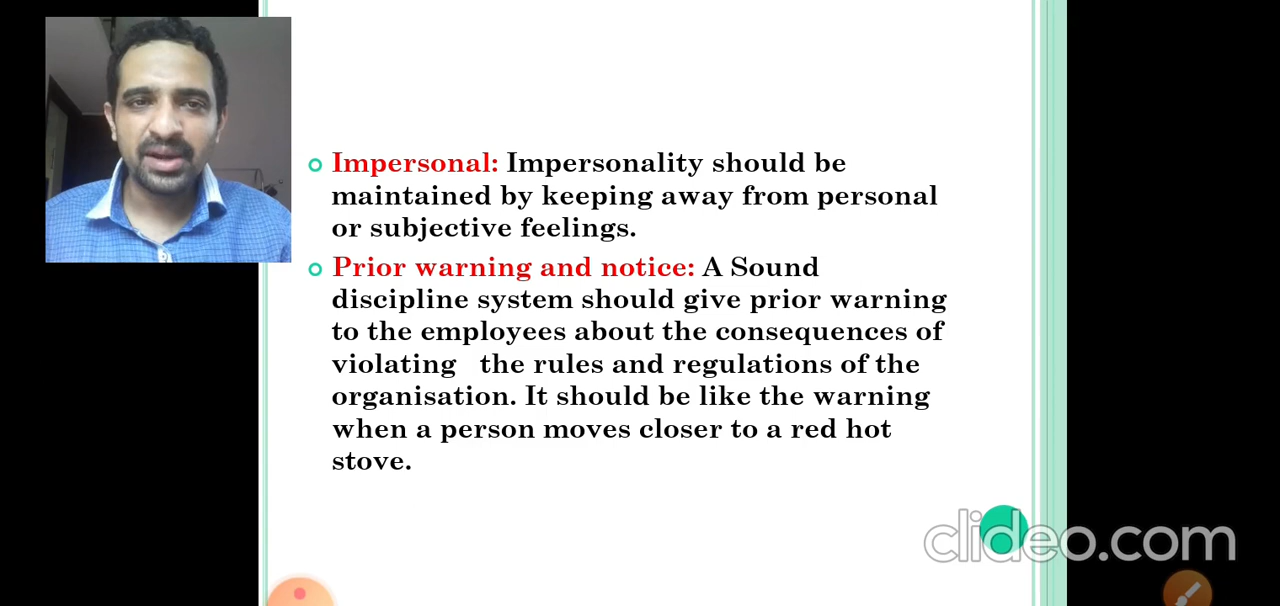 Impersonal: Impersonality should be
maintained by keeping away from personal
or subjective feelings.
Prior warning and notice: A Sound
discipline system should give prior warning
to the employees about the consequences of
violating the rules and regulations of the
organisation. It should be like the warning
when a person moves closer to a red hot
stove.
clideo.com